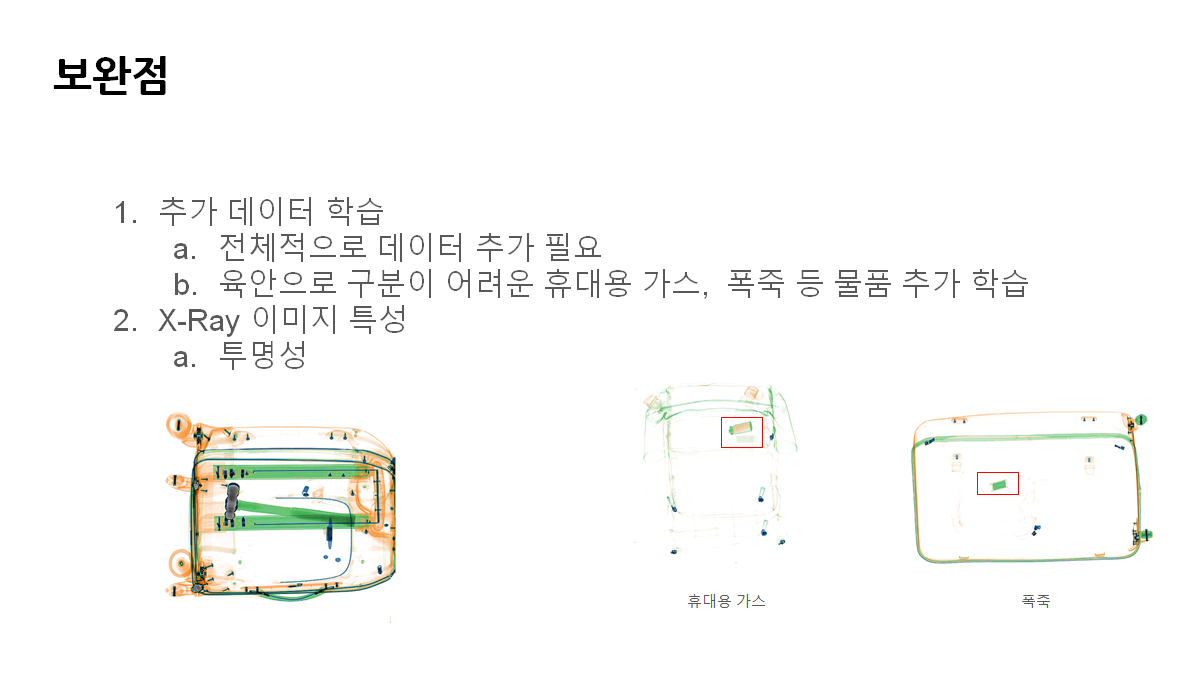 보완점
1. 추가 데이터 학습
a. 전체적으로 데이터 추가 필요
b. 육안으로 구분이 어려운 휴대용 가스, 폭죽 등 물품 추가 학습
2. X-Ray 이미지 특성
a. 투명성
휴대용 가스
폭죽